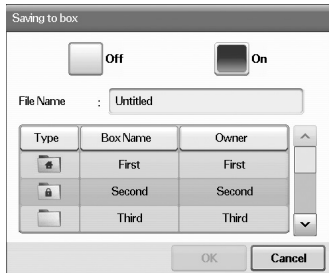 Saving to box
Off On
File Name : Untitled
Type Box Name Owner
First First
Second Second
Third Third
OK Cancel